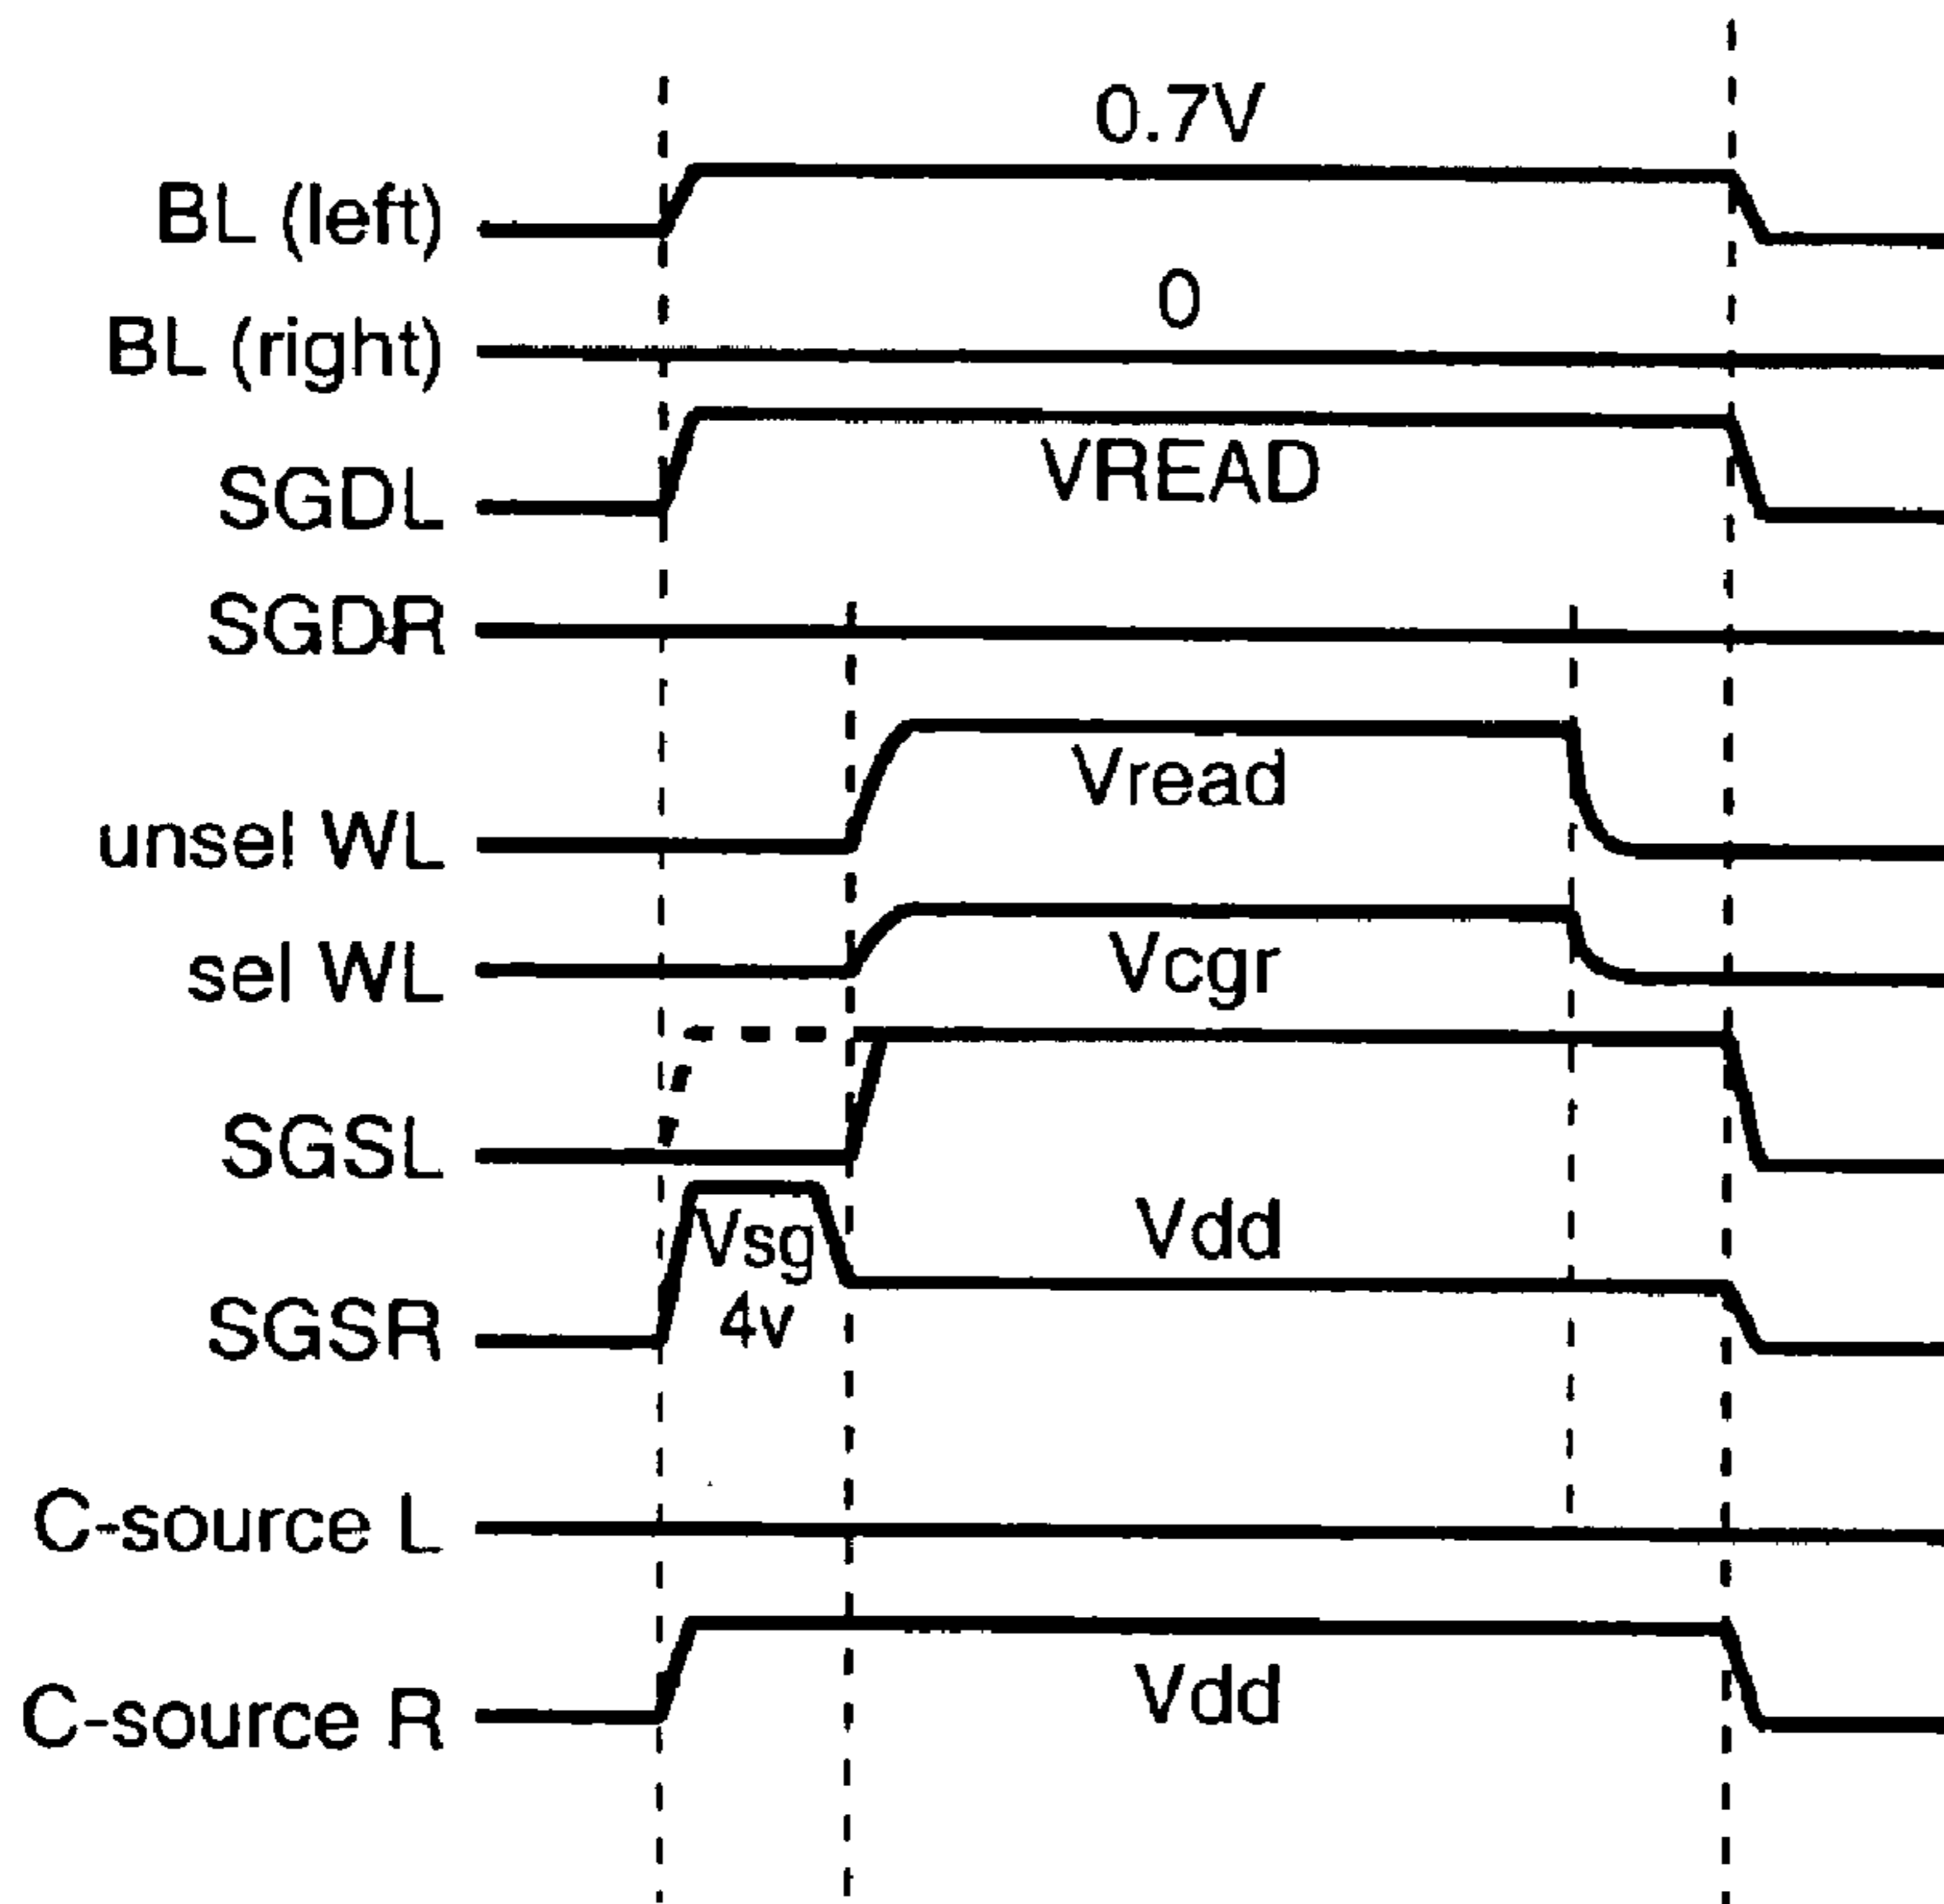 0.7V
BL (left)
0
BL (right)
VREAD
SGDL
SGDR
Vread
unsel WL
Vcgr
sel WL
SGSL
Vsg
Vdd
4v
SGSR
C-source L
Vdd
C-source R